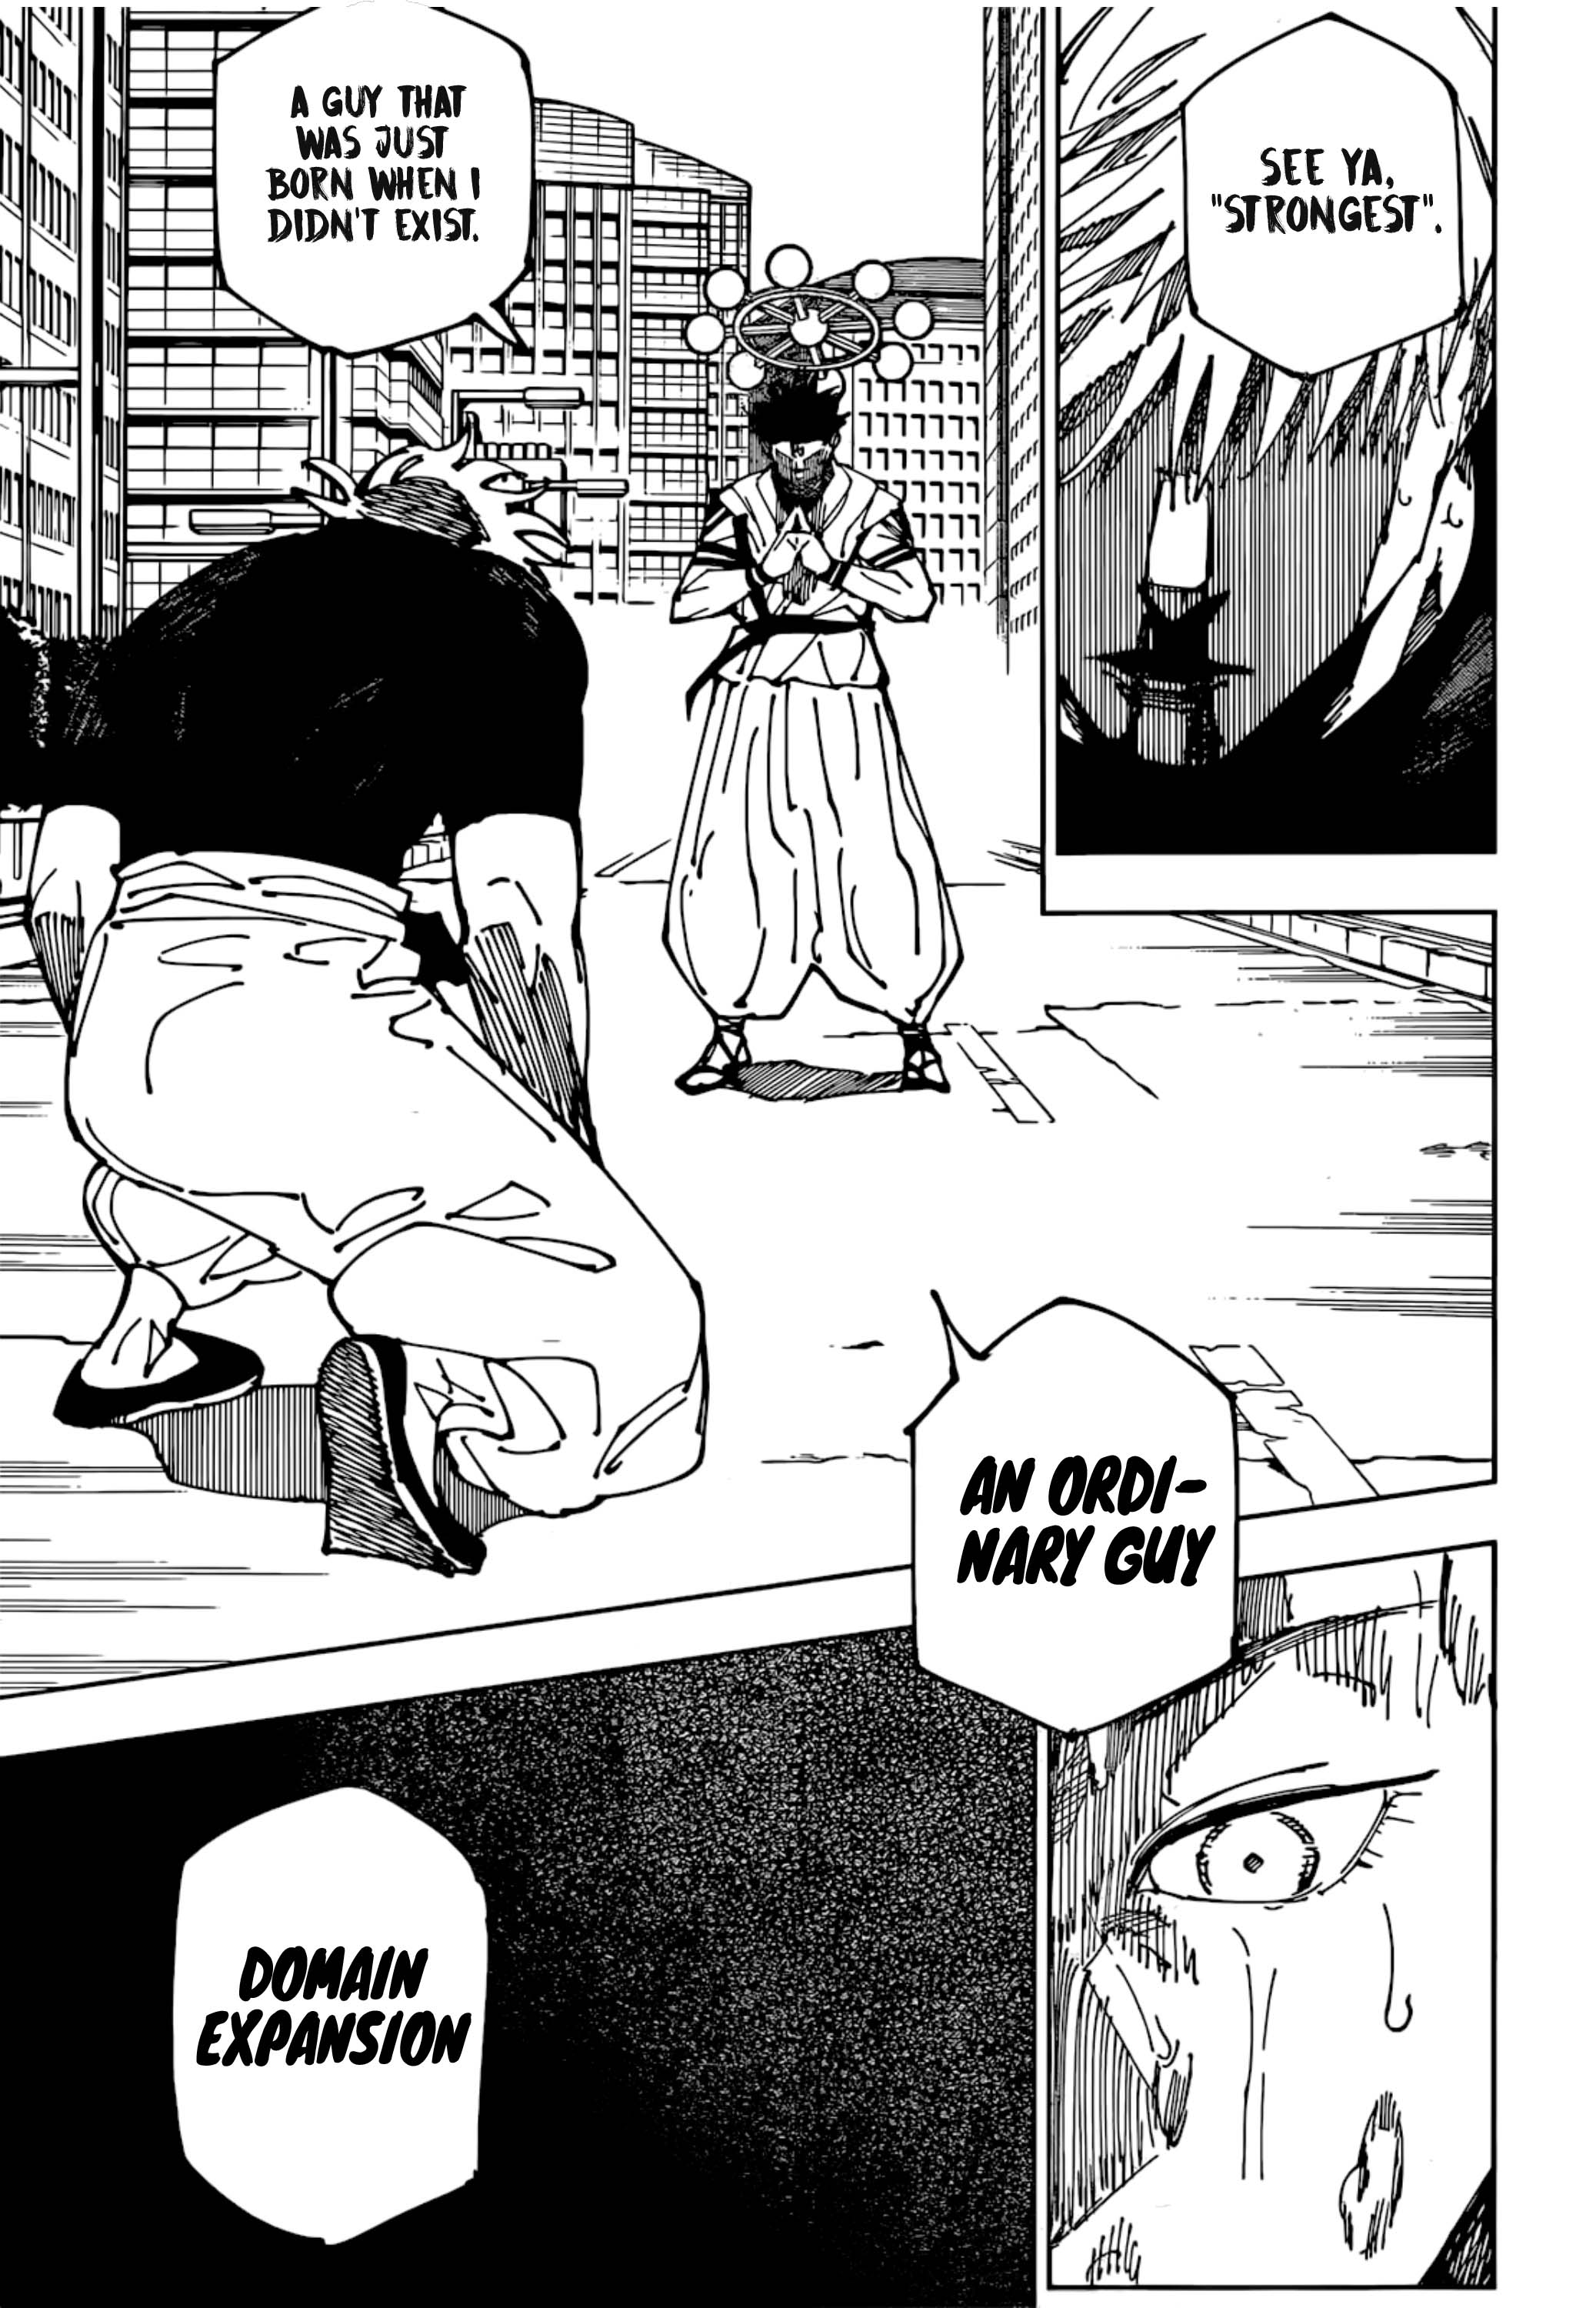 SEE YA,
"STRONGEST".
A GUY THAT
WAS JUST
BORN WHEN I
DIDN'T EXIST.
AN ORDI-
NARY GUY
DOMAIN
EXPANSION